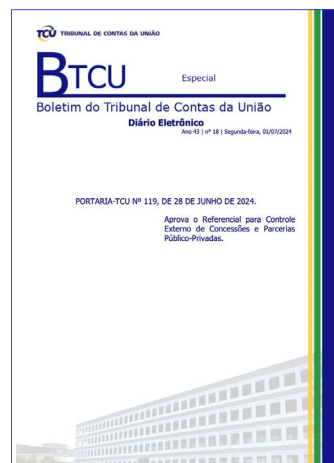 TCU TRIBUNAL DE CONTAS DA UNIÃO
BTCU
Especial
Boletim do Tribunal de Contas da União
Diário Eletrônico
Ano 43 | nº 18 | Segunda-feira, 01/07/2024
PORTARIA-TCU Nº 119, DE 28 DE JUNHO DE 2024.
Aprova o Referencial para Controle
Externo de Concessões e Parcerias
Público-Privadas.